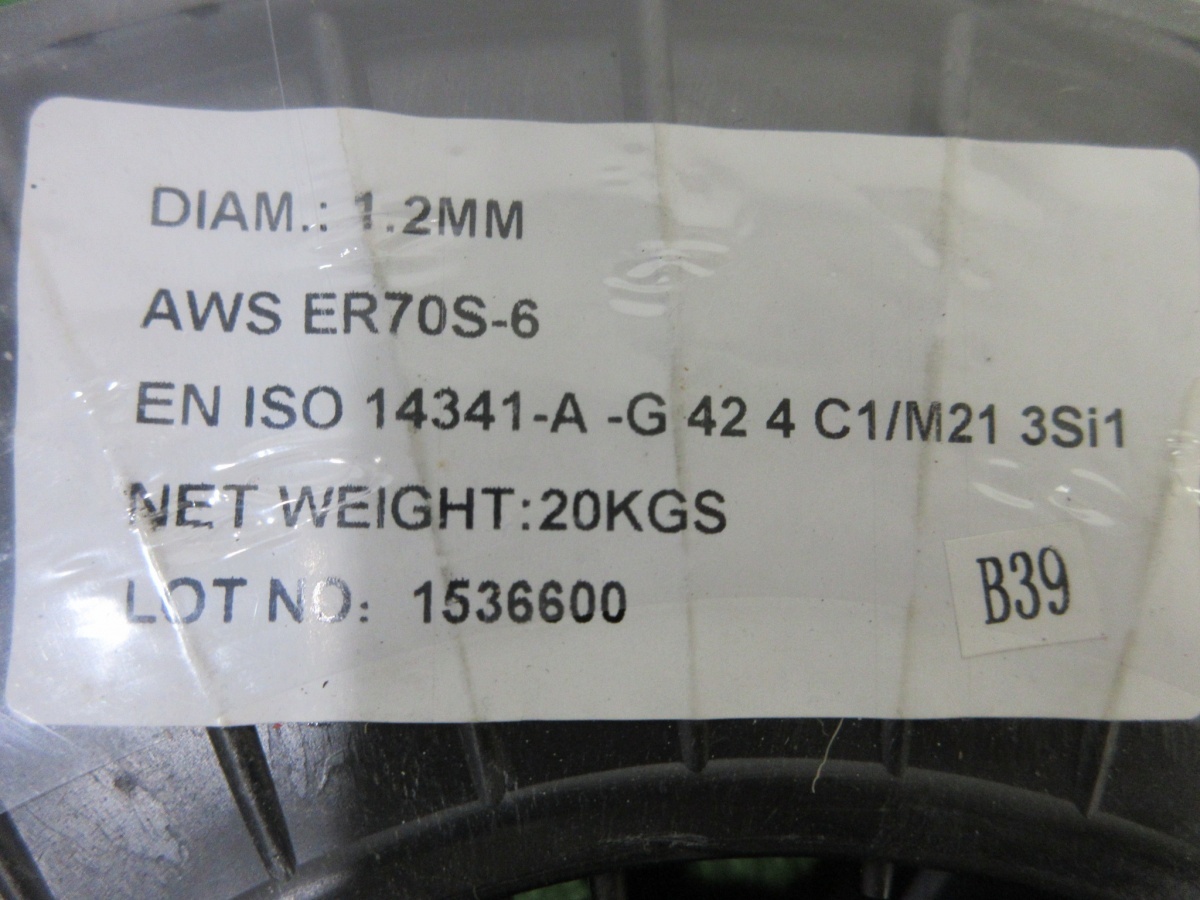 DIAM.: 1.2MM
AWS ER70S-6
EN ISO 14341-A -G 42 4 C1/M21 3Si1
NET WEIGHT:20KGS
LOT NO: 1536600
B39